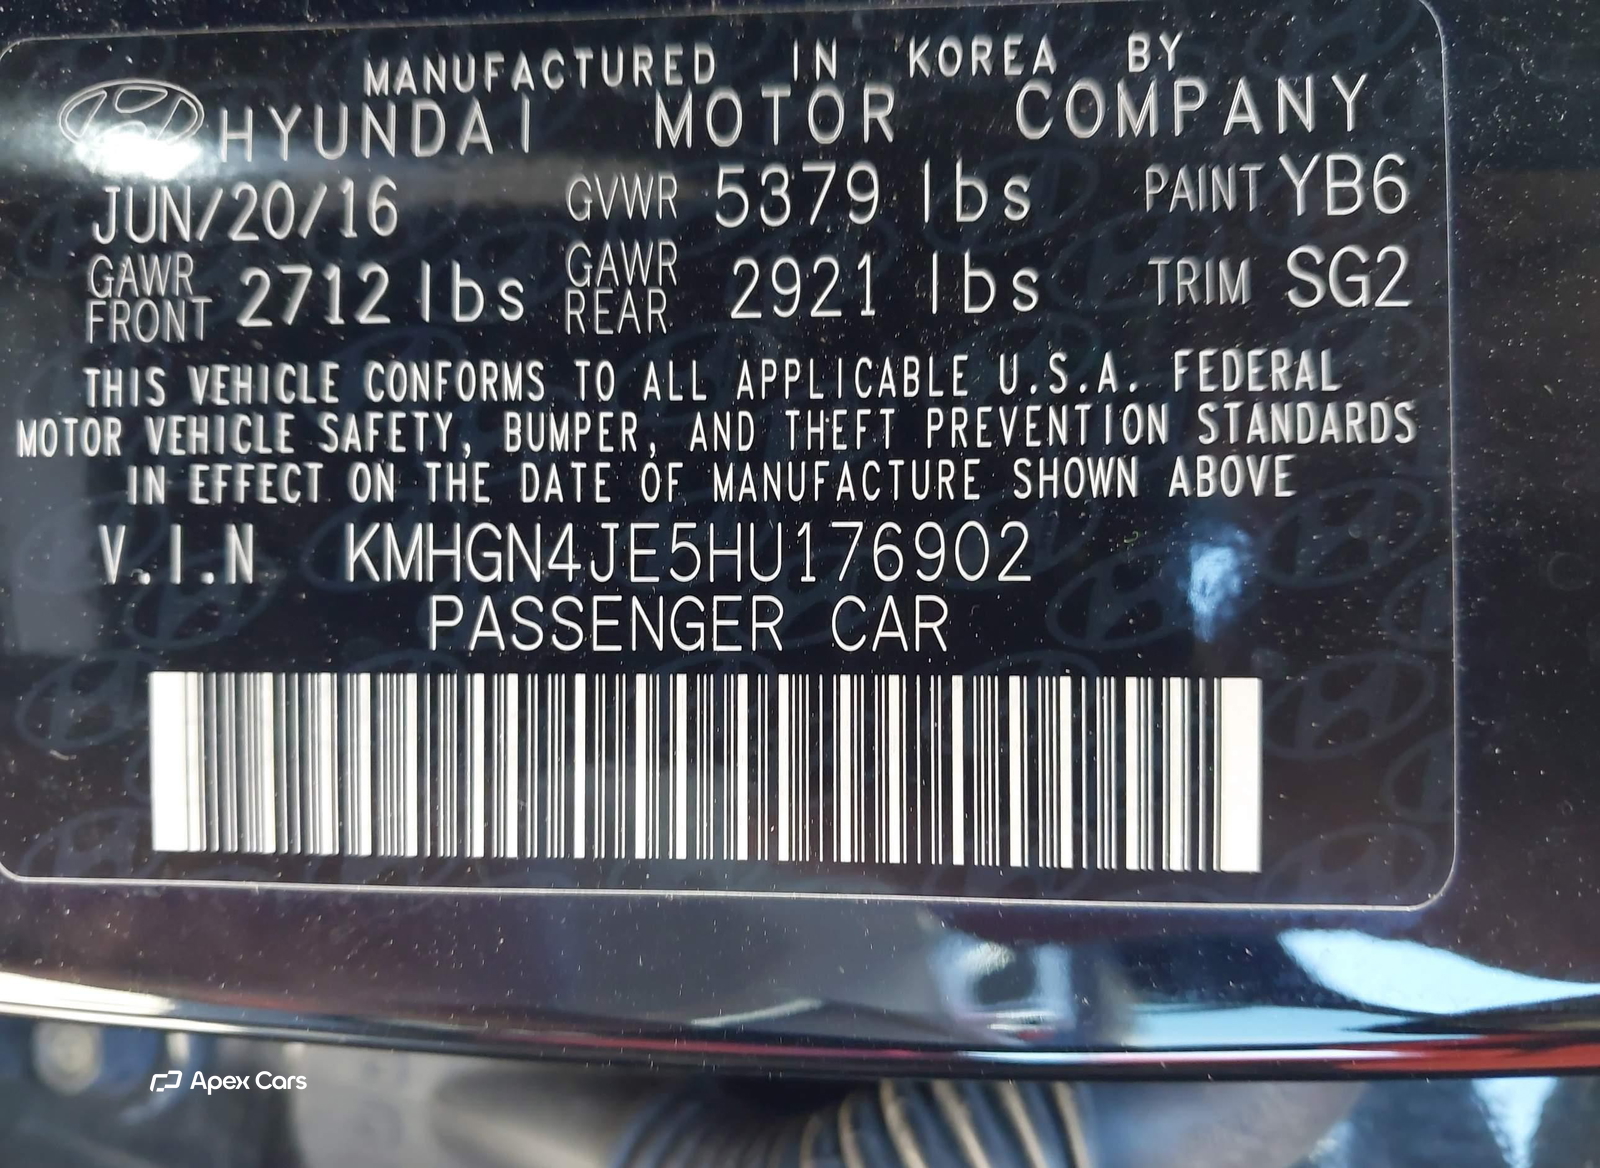 MANUFACTURED IN KOREA BY
HYUNDAI MOTOR COMPANY
JUN/20/16 GVWR 5379 lbs PAINT YB6
GAWR FRONT 2712 lbs GAWR REAR 2921 lbs TRIM SG2
THIS VEHICLE CONFORMS TO ALL APPLICABLE U.S.A. FEDERAL
MOTOR VEHICLE SAFETY, BUMPER, AND THEFT PREVENTION STANDARDS
IN EFFECT ON THE DATE OF MANUFACTURE SHOWN ABOVE
V.I.N KMHGN4JE5HU176902
PASSENGER CAR
Apex Cars